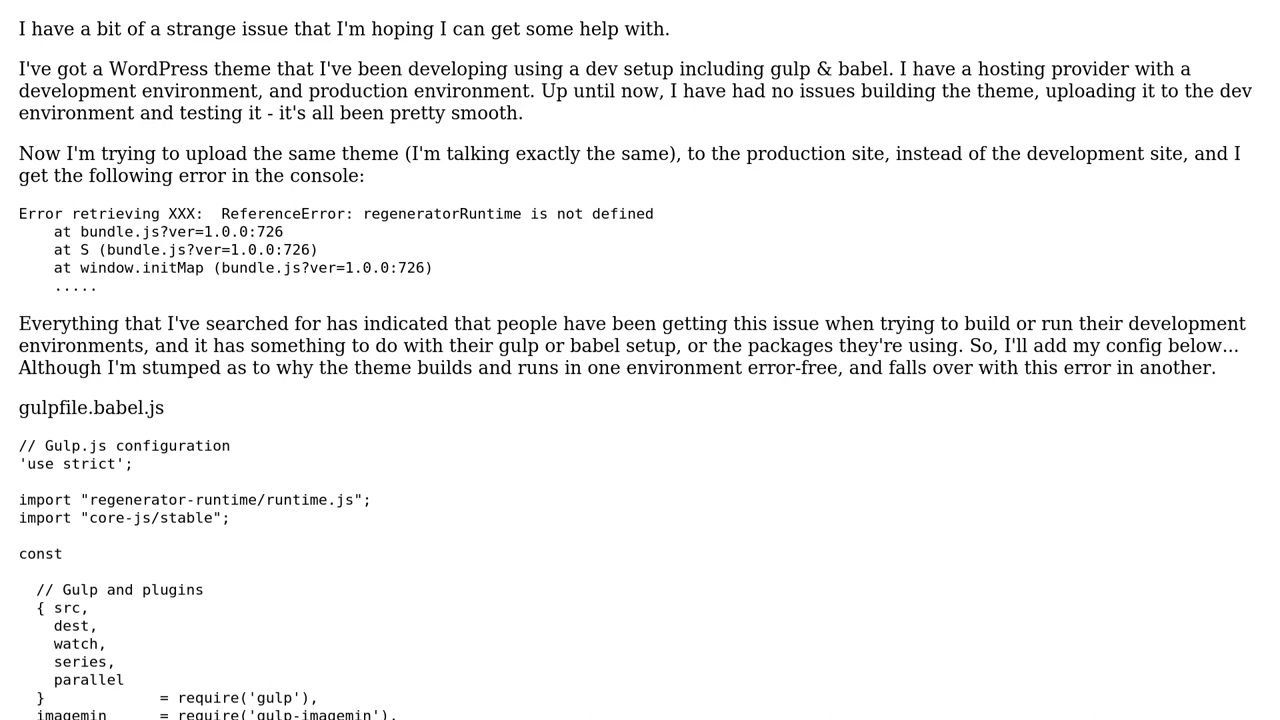 I have a bit of a strange issue that I'm hoping I can get some help with.
I've got a WordPress theme that I've been developing using a dev setup including gulp & babel. I have a hosting provider with a
development environment, and production environment. Up until now, I have had no issues building the theme, uploading it to the dev
environment and testing it - it's all been pretty smooth.
Now I'm trying to upload the same theme (I'm talking exactly the same), to the production site, instead of the development site, and I
get the following error in the console:
Error retrieving XXX:  ReferenceError: regeneratorRuntime is not defined
    at bundle.js?ver=1.0.0:726
    at S (bundle.js?ver=1.0.0:726)
    at window.initMap (bundle.js?ver=1.0.0:726)
    .....
Everything that I've searched for has indicated that people have been getting this issue when trying to build or run their development
environments, and it has something to do with their gulp or babel setup, or the packages they're using. So, I'll add my config below...
Although I'm stumped as to why the theme builds and runs in one environment error-free, and falls over with this error in another.
gulpfile.babel.js
// Gulp.js configuration
'use strict';
import "regenerator-runtime/runtime.js";
import "core-js/stable";
const
  // Gulp and plugins
  { src,
    dest,
    watch,
    series,
    parallel
  }             = require('gulp'),
  imagemin      = require('gulp-imagemin'),